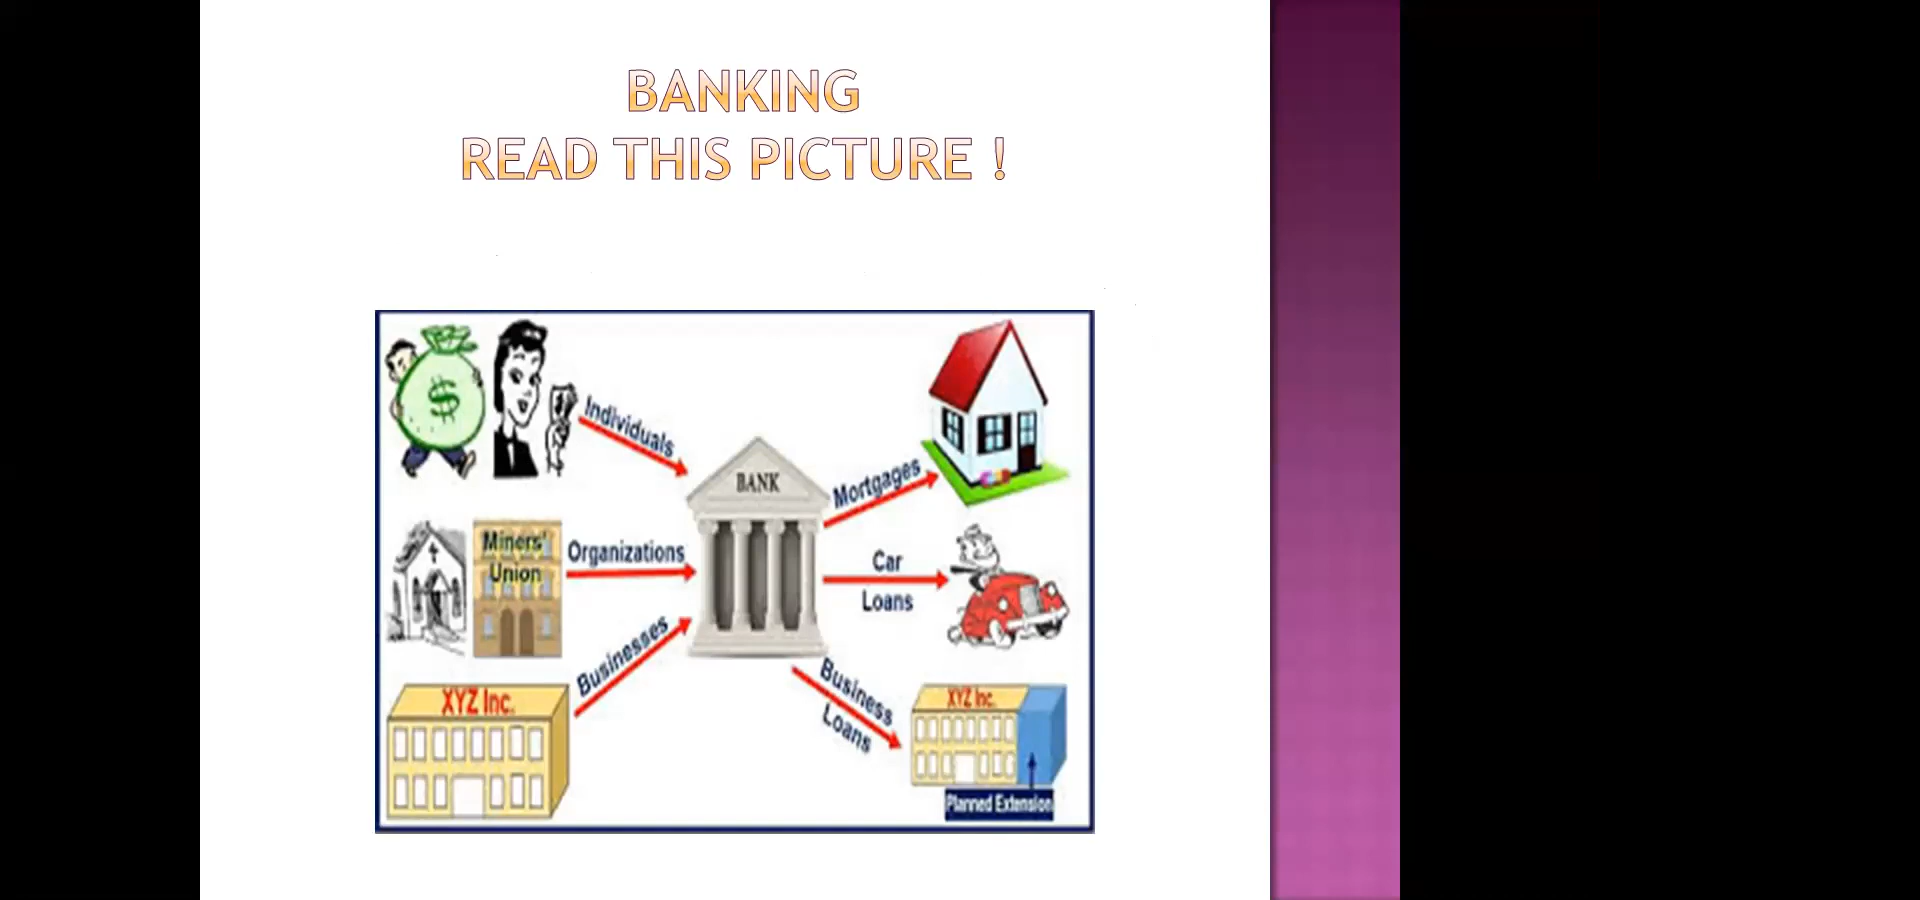 BANKING
READ THIS PICTURE !
$
Individuals
BANK
Mortgages
Miners'
Union
Organizations
Car
Loans
Businesses
Business
Loans
XYZ Inc.
XYZ Inc.
Planned Extension